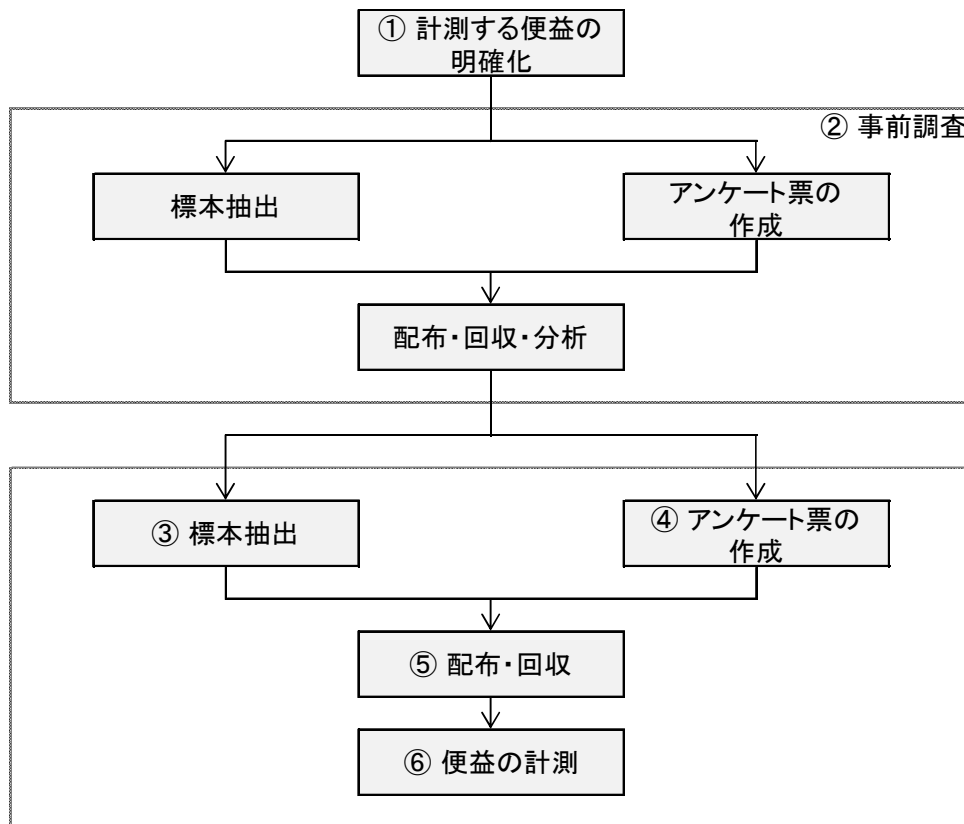 ① 計測する便益の
明確化
② 事前調査
標本抽出
アンケート票の
作成
配布・回収・分析
③ 標本抽出
④ アンケート票の
作成
⑤ 配布・回収
⑥ 便益の計測